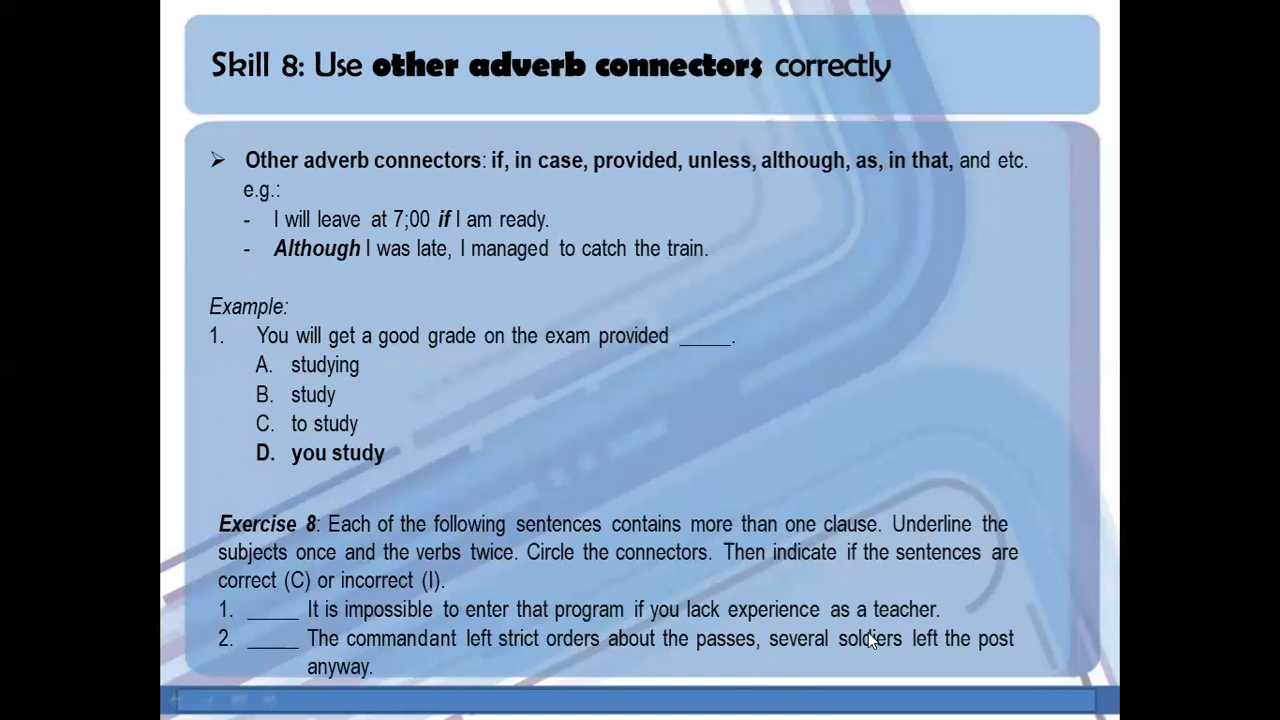 Skill 8: Use other adverb connectors correctly
➢ Other adverb connectors: if, in case, provided, unless, although, as, in that, and etc.
e.g.:
- I will leave at 7;00 if I am ready.
- Although I was late, I managed to catch the train.
Example:
1. You will get a good grade on the exam provided _____.
A. studying
B. study
C. to study
D. you study
Exercise 8: Each of the following sentences contains more than one clause. Underline the
subjects once and the verbs twice. Circle the connectors. Then indicate if the sentences are
correct (C) or incorrect (I).
1. _____ It is impossible to enter that program if you lack experience as a teacher.
2. _____ The commandant left strict orders about the passes, several soldiers left the post
anyway.